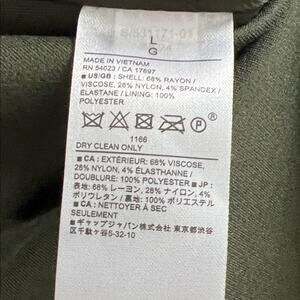 S/531171-01
G
MADE IN VIETNAM
RN 54023 / CA 17897
■ US/GB : SHELL: 68% RAYON /
VISCOSE, 28% NYLON, 4% SPANDEX /
ELASTANE / LINING: 100%
POLYESTER
P
1166
DRY CLEAN ONLY
■ CA : EXTÉRIEUR: 68% VISCOSE,
28% NYLON, 4% ÉLASTHANNE /
DOUBLURE: 100% POLYESTER ■ JP :
表地: 68% レーヨン, 28% ナイロン, 4%
ポリウレタン / 裏地: 100% ポリエステル
■ CA : NETTOYER À SEC
SEULEMENT
■ ギャップジャパン株式会社 東京都渋谷
区千駄ヶ谷5-32-10